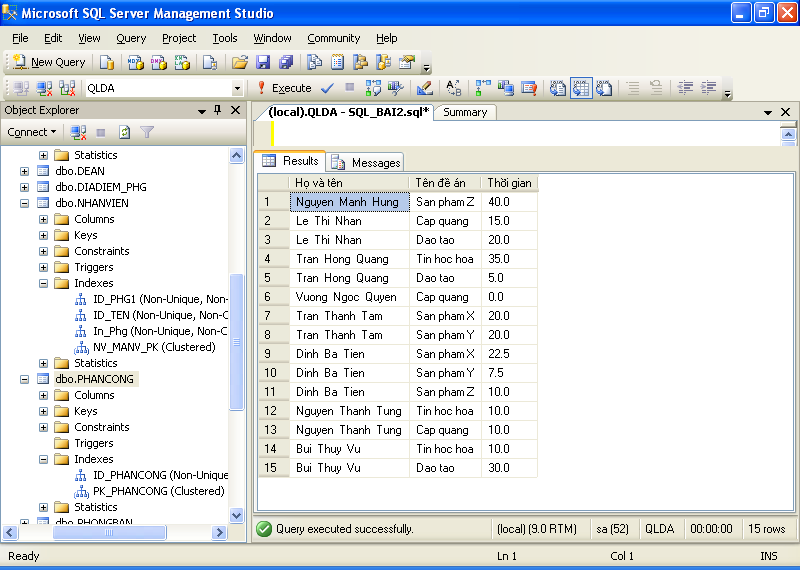 Microsoft SQL Server Management Studio
File Edit View Query Project Tools Window Community Help
New Query
QLDA Execute
Object Explorer
Connect
Statistics
dbo.DEAN
dbo.DIADIEM_PHG
dbo.NHANVIEN
Columns
Keys
Constraints
Triggers
Indexes
ID_PHG1 (Non-Unique, Non-
ID_TEN (Non-Unique, Non-C
In_Phg (Non-Unique, Non-C
NV_MANV_PK (Clustered)
Statistics
dbo.PHANCONG
Columns
Keys
Constraints
Triggers
Indexes
ID_PHANCONG (Non-Unique
PK_PHANCONG (Clustered)
Statistics
dbo.PHONGBAN
(local).QLDA - SQL_BAI2.sql* Summary
Results Messages
Họ và tên Tên đề án Thời gian
1 Nguyen Manh Hung San pham Z 40.0
2 Le Thi Nhan Cap quang 15.0
3 Le Thi Nhan Dao tao 20.0
4 Tran Hong Quang Tin hoc hoa 35.0
5 Tran Hong Quang Dao tao 5.0
6 Vuong Ngoc Quyen Cap quang 0.0
7 Tran Thanh Tam San pham X 20.0
8 Tran Thanh Tam San pham Y 20.0
9 Dinh Ba Tien San pham X 22.5
10 Dinh Ba Tien San pham Y 7.5
11 Dinh Ba Tien San pham Z 10.0
12 Nguyen Thanh Tung Tin hoc hoa 10.0
13 Nguyen Thanh Tung Cap quang 10.0
14 Bui Thuy Vu Tin hoc hoa 10.0
15 Bui Thuy Vu Dao tao 30.0
Query executed successfully. (local) (9.0 RTM) sa (52) QLDA 00:00:00 15 rows
Ready Ln 1 Col 1 INS